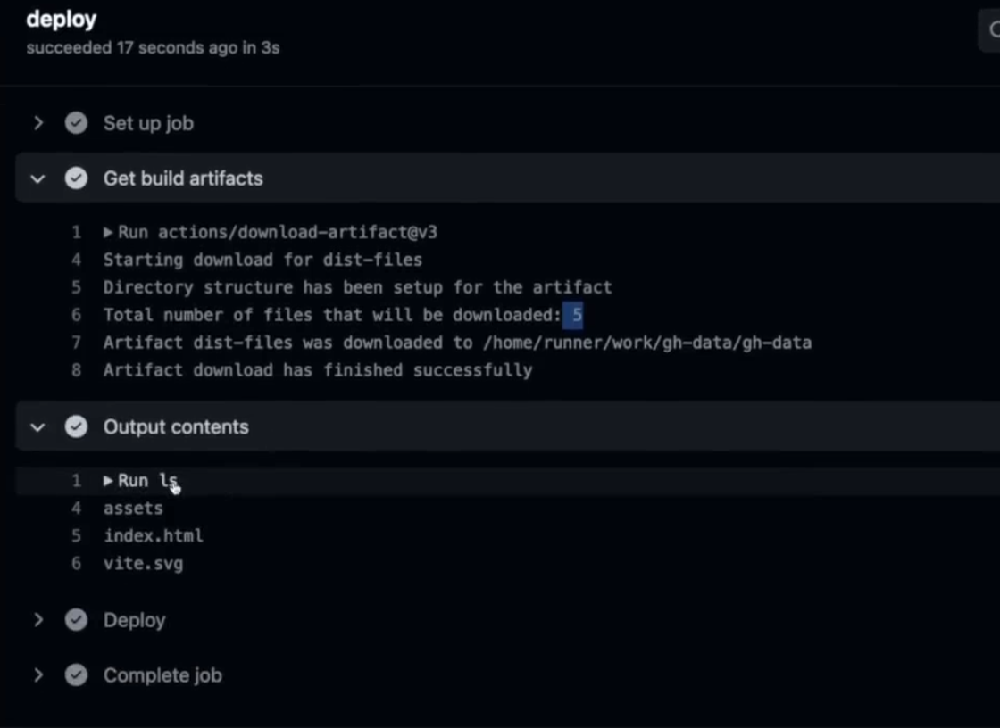 deploy
succeeded 17 seconds ago in 3s
Set up job
Get build artifacts
1 Run actions/download-artifact@v3
4 Starting download for dist-files
5 Directory structure has been setup for the artifact
6 Total number of files that will be downloaded: 5
7 Artifact dist-files was downloaded to /home/runner/work/gh-data/gh-data
8 Artifact download has finished successfully
Output contents
1 Run ls
4 assets
5 index.html
6 vite.svg
Deploy
Complete job